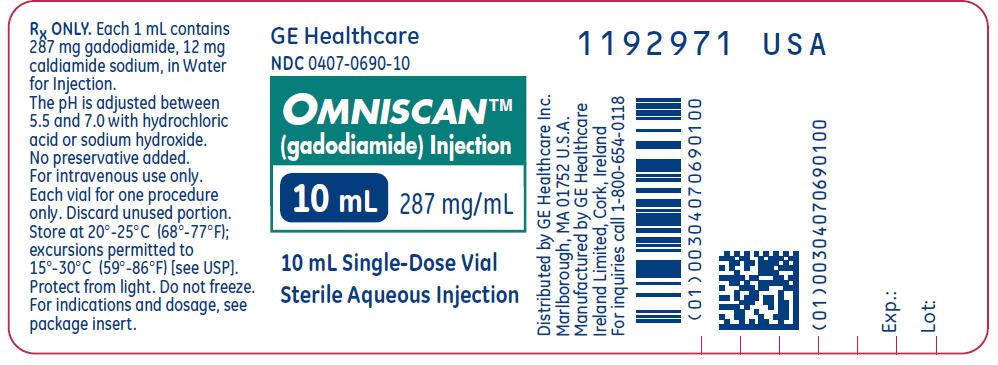 Rx ONLY. Each 1 mL contains
287 mg gadodiamide, 12 mg
caldiamide sodium, in Water
for Injection.
The pH is adjusted between
5.5 and 7.0 with hydrochloric
acid or sodium hydroxide.
No preservative added.
For intravenous use only.
Each vial for one procedure
only. Discard unused portion.
Store at 20°-25°C (68°-77°F);
excursions permitted to
15°-30°C (59°-86°F) [see USP].
Protect from light. Do not freeze.
For indications and dosage, see
package insert.
GE Healthcare
NDC 0407-0690-10
OMNISCAN™
(gadodiamide) Injection
10 mL 287 mg/mL
10 mL Single-Dose Vial
Sterile Aqueous Injection
1192971 USA
Distributed by GE Healthcare Inc.
Marlborough, MA 01752 U.S.A.
Manufactured by GE Healthcare
Ireland Limited, Cork, Ireland
For inquiries call 1-800-654-0118
(01)00304070690100
(01)00304070690100
Exp.:
Lot: